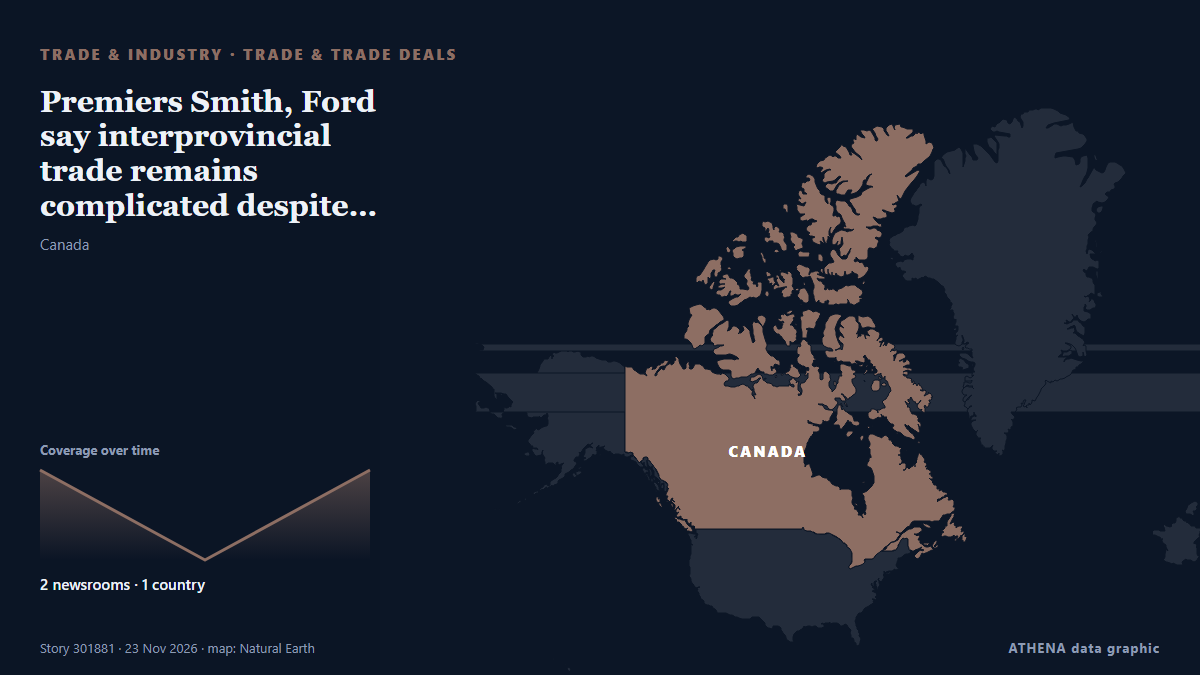 TRADE & INDUSTRY · TRADE & TRADE DEALS
Premiers Smith, Ford
say interprovincial
trade remains
complicated despite...
Canada
CANADA
Coverage over time
2 newsrooms · 1 country
Story 301881 · 23 Nov 2026 · map: Natural Earth
ATHENA data graphic